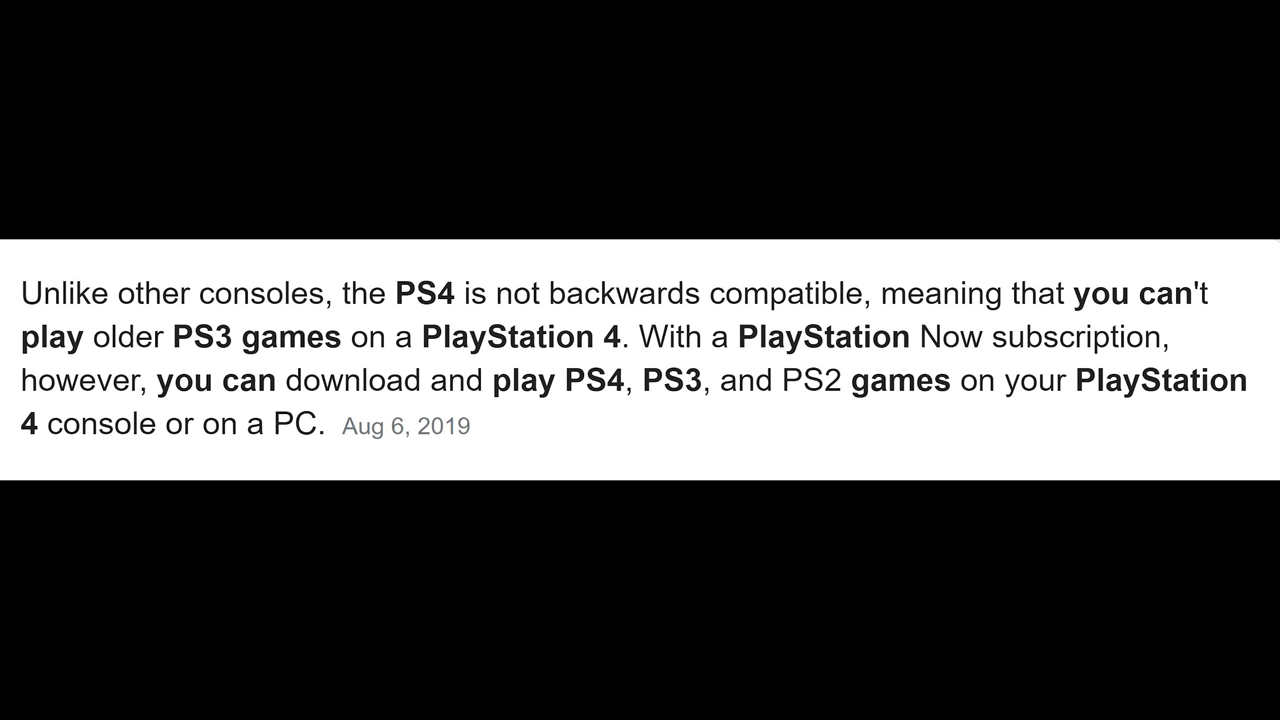 Unlike other consoles, the PS4 is not backwards compatible, meaning that you can't
play older PS3 games on a PlayStation 4. With a PlayStation Now subscription,
however, you can download and play PS4, PS3, and PS2 games on your PlayStation
4 console or on a PC. Aug 6, 2019